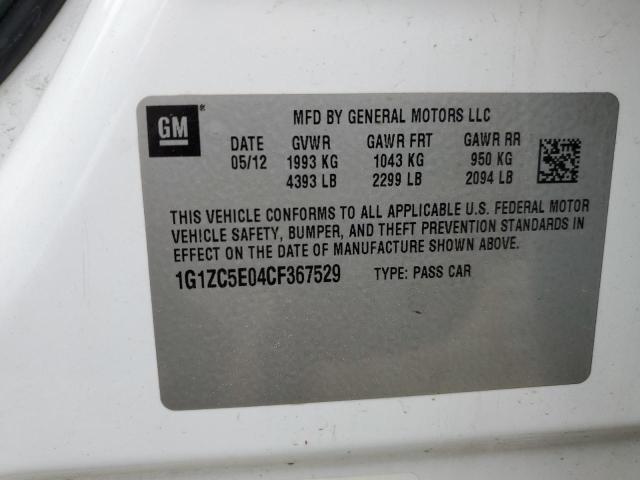 GM®
MFD BY GENERAL MOTORS LLC
DATE GVWR GAWR FRT GAWR RR
05/12 1993 KG 1043 KG 950 KG
4393 LB 2299 LB 2094 LB
THIS VEHICLE CONFORMS TO ALL APPLICABLE U.S. FEDERAL MOTOR
VEHICLE SAFETY, BUMPER, AND THEFT PREVENTION STANDARDS IN
EFFECT ON THE DATE OF MANUFACTURE SHOWN ABOVE.
1G1ZC5E04CF367529 TYPE: PASS CAR